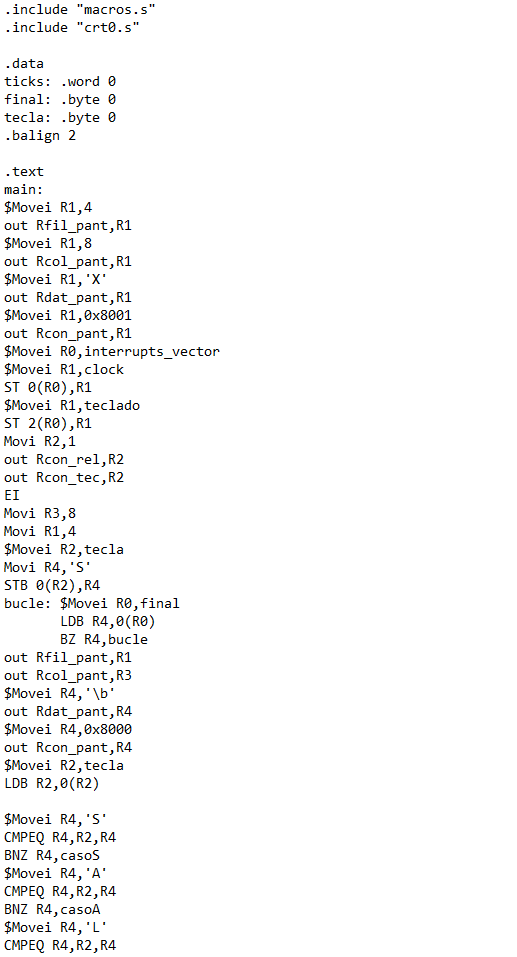 .include "macros.s"
.include "crt0.s"

.data
ticks: .word 0
final: .byte 0
tecla: .byte 0
.balign 2

.text
main:
$Movei R1,4
out Rfil_pant,R1
$Movei R1,8
out Rcol_pant,R1
$Movei R1,'X'
out Rdat_pant,R1
$Movei R1,0x8001
out Rcon_pant,R1
$Movei R0,interrupts_vector
$Movei R1,clock
ST 0(R0),R1
$Movei R1,teclado
ST 2(R0),R1
Movi R2,1
out Rcon_rel,R2
out Rcon_tec,R2
EI
Movi R3,8
Movi R1,4
$Movei R2,tecla
Movi R4,'S'
STB 0(R2),R4
bucle: $Movei R0,final
       LDB R4,0(R0)
       BZ R4,bucle
out Rfil_pant,R1
out Rcol_pant,R3
$Movei R4,'\b'
out Rdat_pant,R4
$Movei R4,0x8000
out Rcon_pant,R4
$Movei R2,tecla
LDB R2,0(R2)

$Movei R4,'S'
CMPEQ R4,R2,R4
BNZ R4,casoS
$Movei R4,'A'
CMPEQ R4,R2,R4
BNZ R4,casoA
$Movei R4,'L'
CMPEQ R4,R2,R4